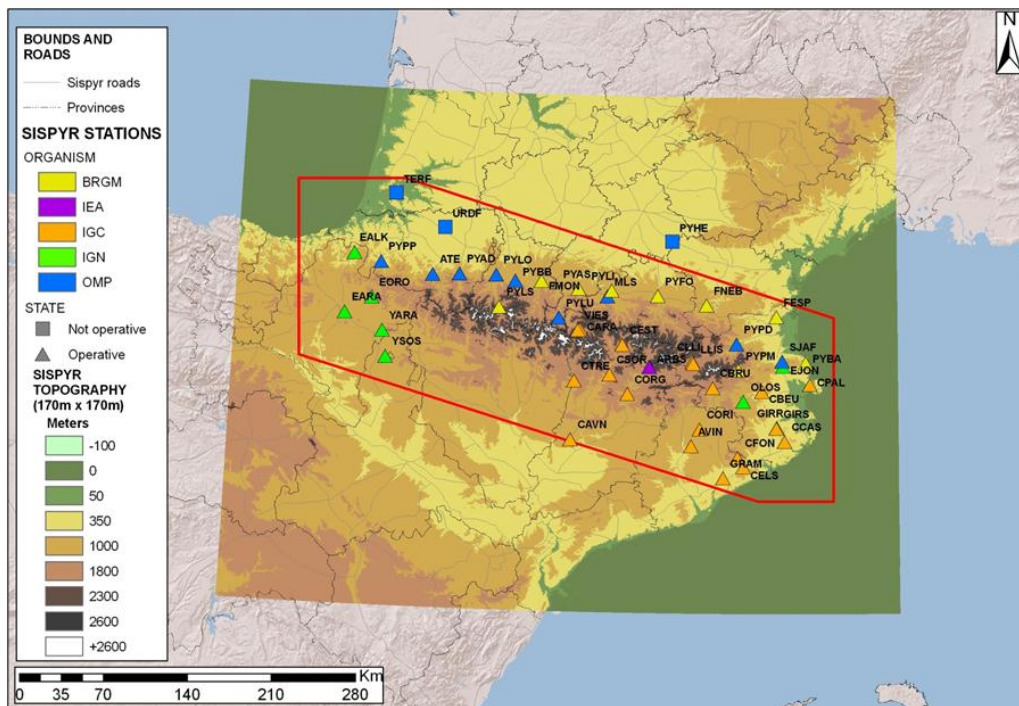 BOUNDS AND
ROADS
Sispyr roads
Provinces
SISPYR STATIONS
ORGANISM
BRGM
IEA
IGC
IGN
OMP
STATE
Not operative
Operative
SISPYR
TOPOGRAPHY
(170m x 170m)
Meters
-100
0
50
350
1000
1800
2300
2600
+2600
N
TERF
URDF
PYHE
EALK
PYPP
ATE
PYAD
PYLO
EORO
PYBB
PYAS
PYLI
MLS
FMON
PYLS
PYFO
FNEB
FESP
EARA
YARA
PYLU
VIES
CARA
CEST
PYPD
YSOS
CLLI
LLIS
PYPM
SJAF
PYBA
CTRE
CSOR
ARBS
CBRU
EJON
CPAL
CORG
OLOS
CBEU
CORI
GIRR
GIRS
CAVN
AVIN
CCAS
CFON
GRAM
CELS
Km
0 35 70 140 210 280